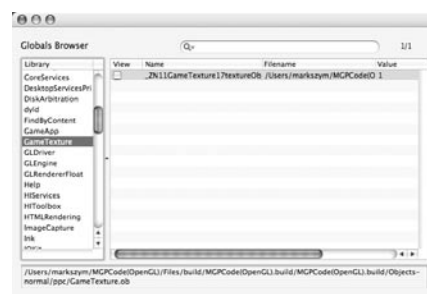 Globals Browser
1/1
Library
View Name Filename Value
CoreServices
DesktopServicesPri
DiskArbitration
dyld
FindByContent
GameApp
GameTexture
GLDriver
GLEngine
GLRendererFloat
Help
HIServices
HIToolbox
HTMLRendering
ImageCapture
Ink
_ZN11GameTexture17textureOb /Users/markszym/MGPCode(O 1
/Users/markszym/MGPCode(OpenGL)/Files/build/MGPCode(OpenGL).build/MGPCode(OpenGL).build/Objects-
normal/ppc/GameTexture.ob